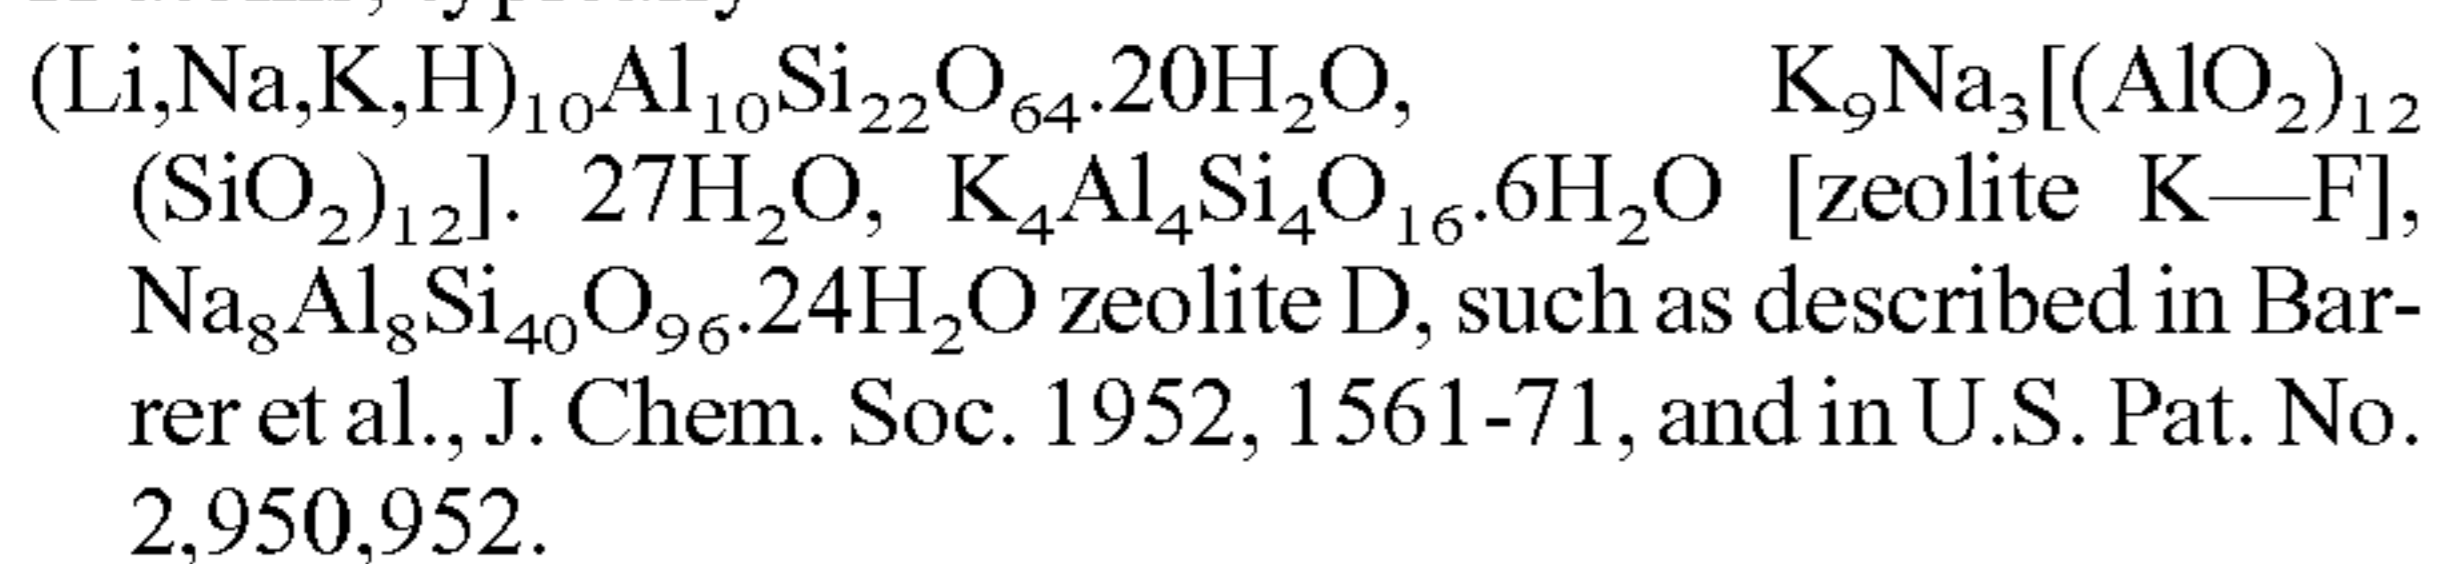 (Li,Na,K,H)₁₀Al₁₀Si₂₂O₆₄.20H₂O, K₉Na₃[(AlO₂)₁₂
(SiO₂)₁₂]. 27H₂O, K₄Al₄Si₄O₁₆.6H₂O [zeolite K—F],
Na₈Al₈Si₄₀O₉₆.24H₂O zeolite D, such as described in Bar-
rer et al., J. Chem. Soc. 1952, 1561-71, and in U.S. Pat. No.
2,950,952.